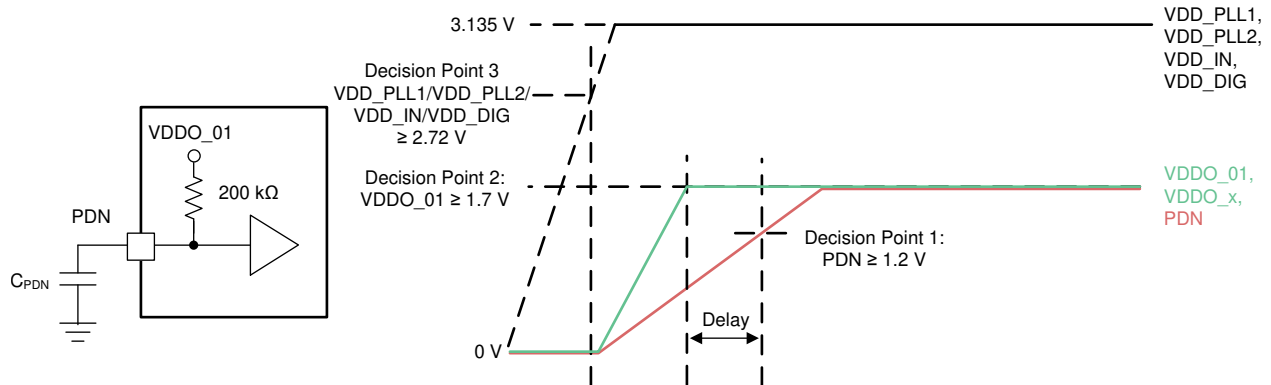 VDDO_01
200 kΩ
PDN
CPDN
3.135 V
Decision Point 3
VDD_PLL1/VDD_PLL2/
VDD_IN/VDD_DIG
≥ 2.72 V
Decision Point 2:
VDDO_01 ≥ 1.7 V
0 V
Decision Point 1:
PDN ≥ 1.2 V
Delay
VDD_PLL1,
VDD_PLL2,
VDD_IN,
VDD_DIG
VDDO_01,
VDDO_x,
PDN